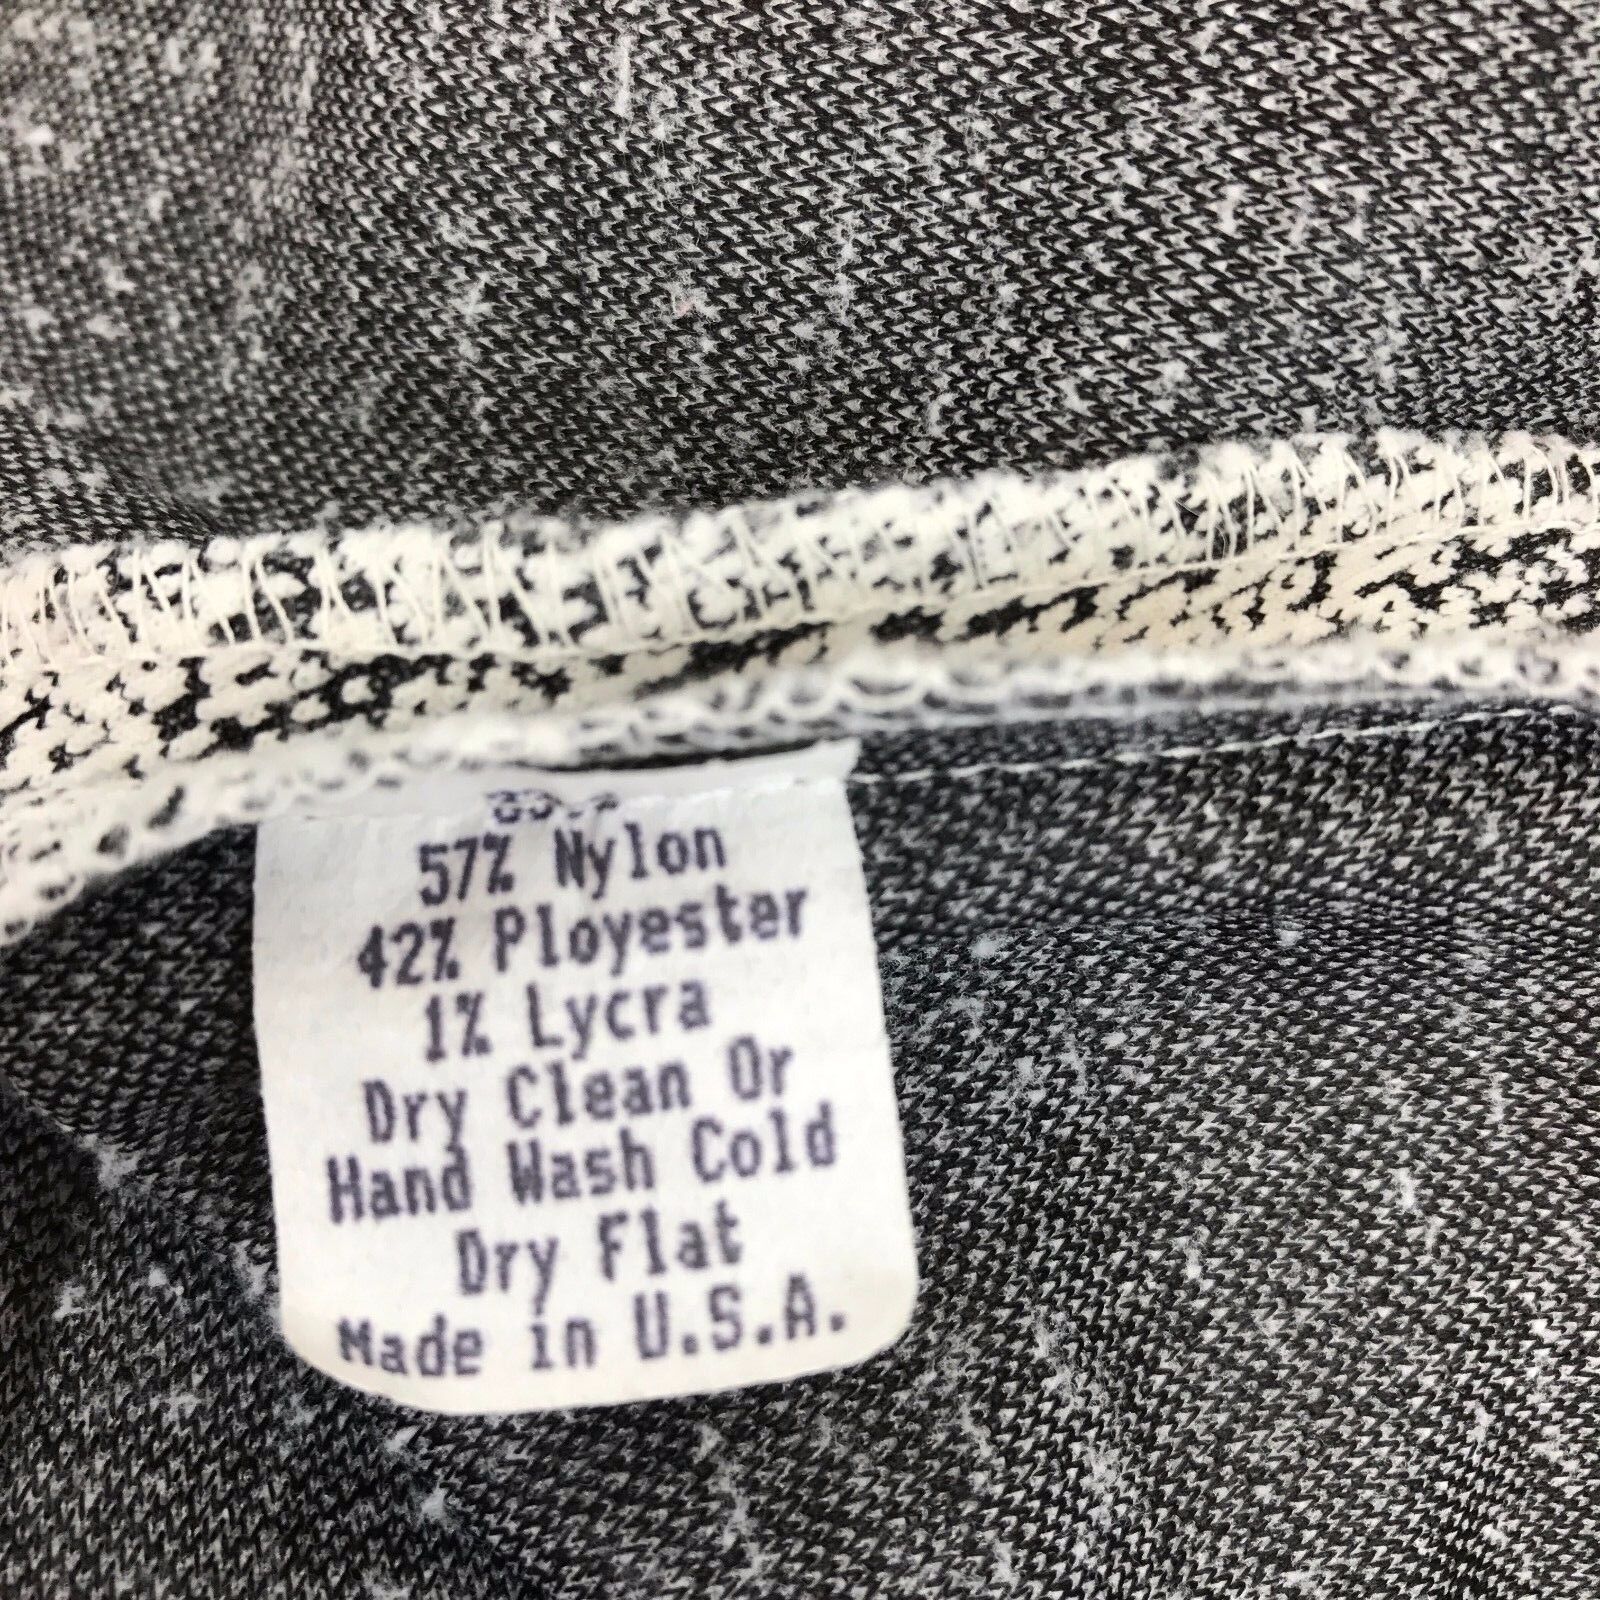 57% Nylon
42% Ployester
1% Lycra
Dry Clean Or
Hand Wash Cold
Dry Flat
Made in U.S.A.